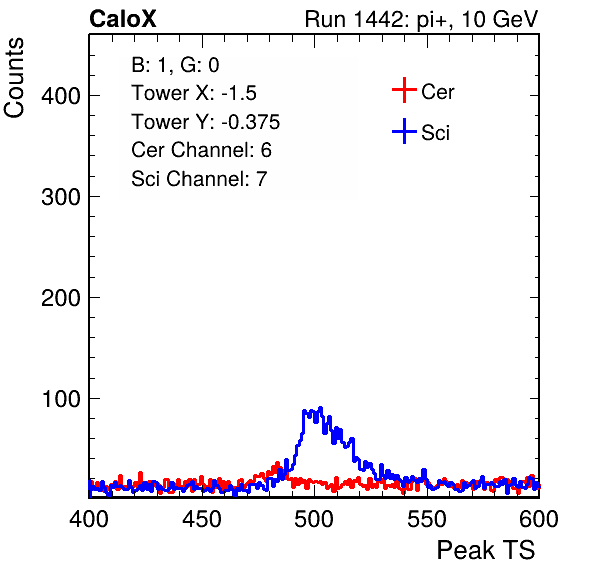 CaloX Run 1442: pi+, 10 GeV
Counts
B: 1, G: 0
Tower X: -1.5
Tower Y: -0.375
Cer Channel: 6
Sci Channel: 7
Cer
Sci
400
300
200
100
400 450 500 550 600
Peak TS